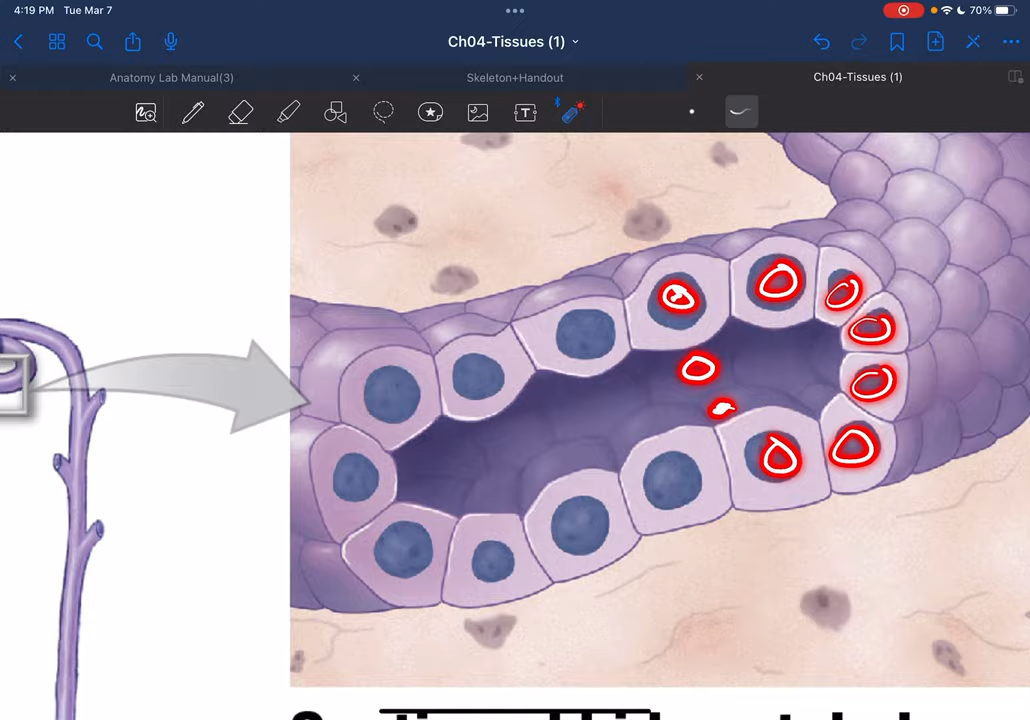 4:19 PM Tue Mar 7
70%
Ch04-Tissues (1)
Anatomy Lab Manual(3)
Skeleton+Handout
Ch04-Tissues (1)